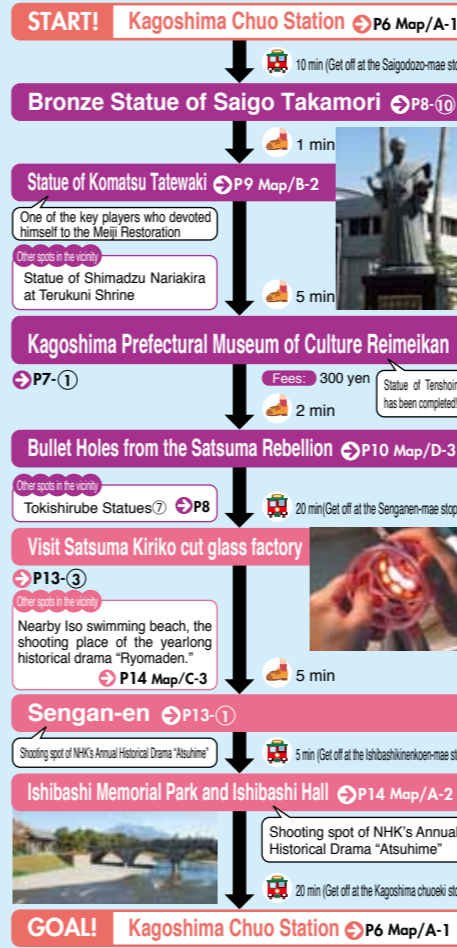 START! Kagoshima Chuo Station P6 Map/A-1
10 min (Get off at the Saigodozo-mae
Bronze Statue of Saigo Takamori P8-⑩
1 min
Statue of Komatsu Tatewaki P9 Map/B-2
One of the key players who devoted
himself to the Meiji Restoration
Other spots in the vicinity
Statue of Shimadzu Nariakira
at Terukuni Shrine
5 min
Kagoshima Prefectural Museum of Culture Reimeikan
P7-①
Fees: 300 yen
Statue of Tenshoin
has been completed!
2 min
Bullet Holes from the Satsuma Rebellion P10 Map/D-3
Other spots in the vicinity
Tokishirube Statues⑦ P8
20 min(Get off at the Senganen-mae stop
Visit Satsuma Kiriko cut glass factory
P13-③
Other spots in the vicinity
Nearby Iso swimming beach, the
shooting place of the yearlong
historical drama “Ryomaden.”
P14 Map/C-3
5 min
Sengan-en P13-①
Shooting spot of NHK's Annual Historical Drama “Atsuhime”
5 min (Get off at the Ishibashikinenkoen-mae
Ishibashi Memorial Park and Ishibashi Hall P14 Map/A-2
Shooting spot of NHK's Annual
Historical Drama “Atsuhime”
20 min (Get off at the Kagoshima chuoeki
GOAL! Kagoshima Chuo Station P6 Map/A-1